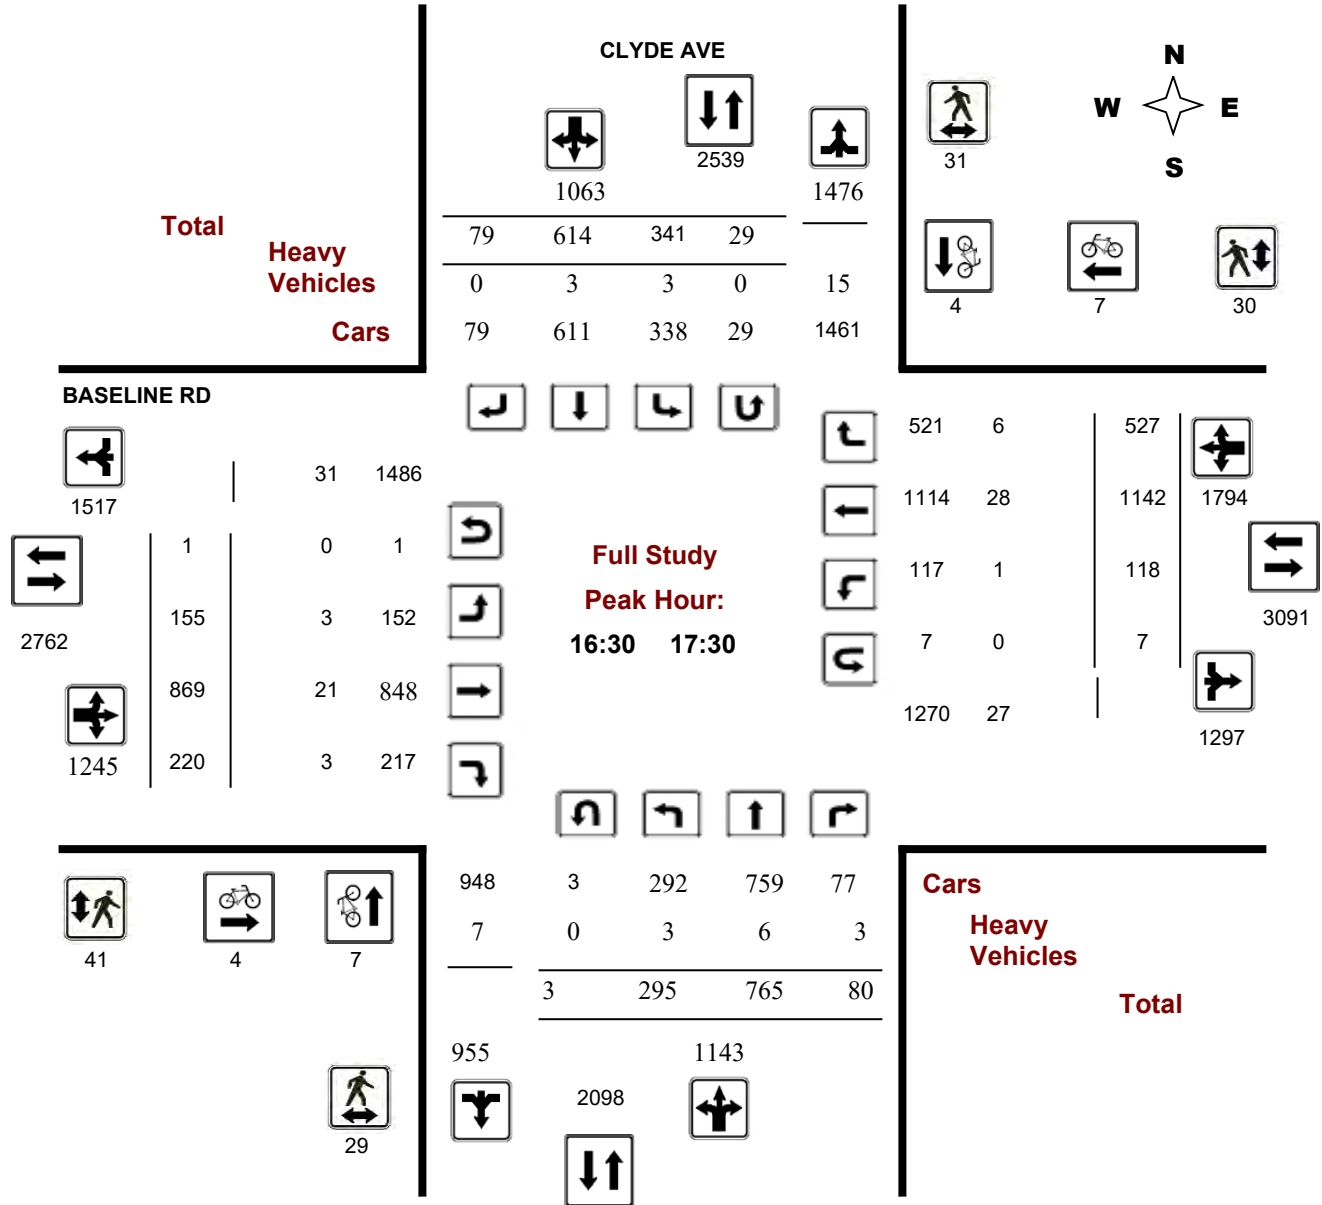 CLYDE AVE
N
W E
S
2539
31
1063
1476
Total
79 614 341 29
Heavy
Vehicles
0 3 3 0 15
4 7 30
Cars
79 611 338 29 1461
BASELINE RD
521 6 527
31 1486
1517
1114 28 1142 1794
1 0 1
Full Study
117 1 118
Peak Hour:
155 3 152
3091
2762
16:30 17:30
7 0 7
869 21 848
1270 27
1297
1245 220 3 217
948 3 292 759 77
Cars
7 0 3 6 3
Heavy
Vehicles
41 4 7
3 295 765 80
Total
955 1143
2098
29